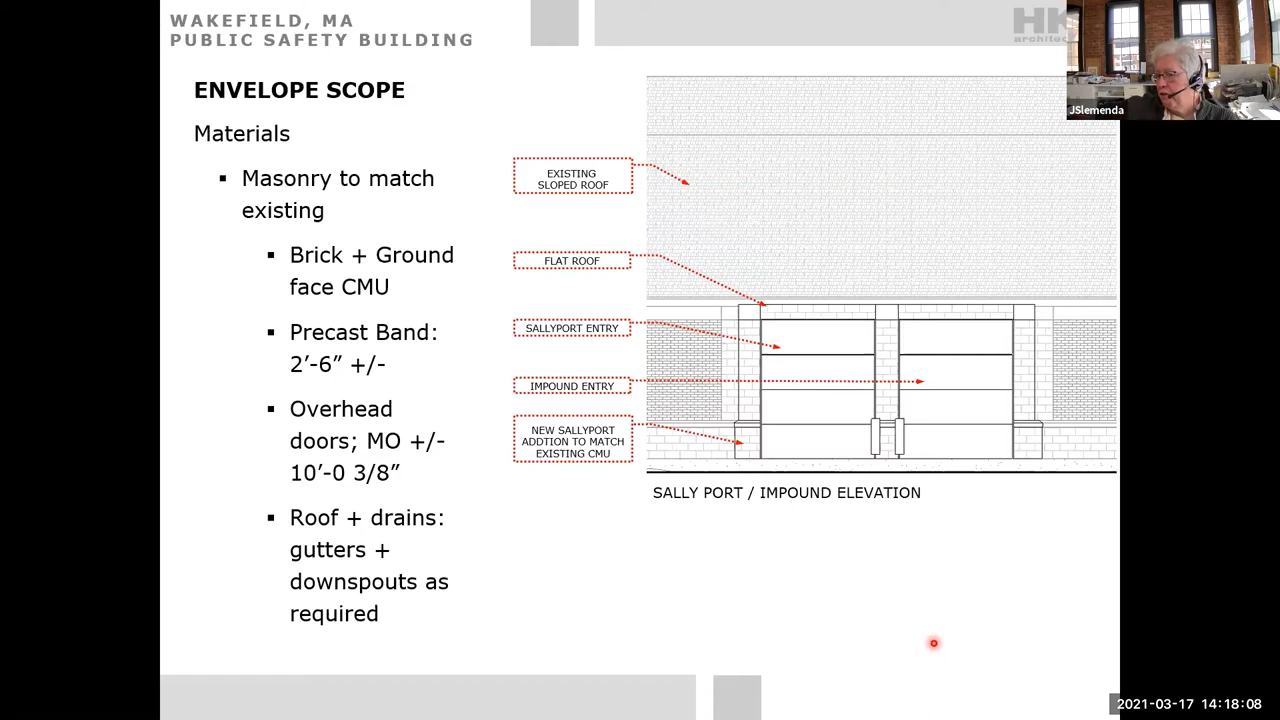 WAKEFIELD, MA
PUBLIC SAFETY BUILDING
HK
JSlemenda
ENVELOPE SCOPE
Materials
▪ Masonry to match
existing
▪ Brick + Ground
face CMU
▪ Precast Band:
2’-6” +/-
▪ Overhead
doors; MO +/-
10’-0 3/8”
▪ Roof + drains:
gutters +
downspouts as
required
EXISTING
SLOPED ROOF
FLAT ROOF
SALLYPORT ENTRY
IMPOUND ENTRY
NEW SALLYPORT
ADDTION TO MATCH
EXISTING CMU
SALLY PORT / IMPOUND ELEVATION
2021-03-17 14:18:08